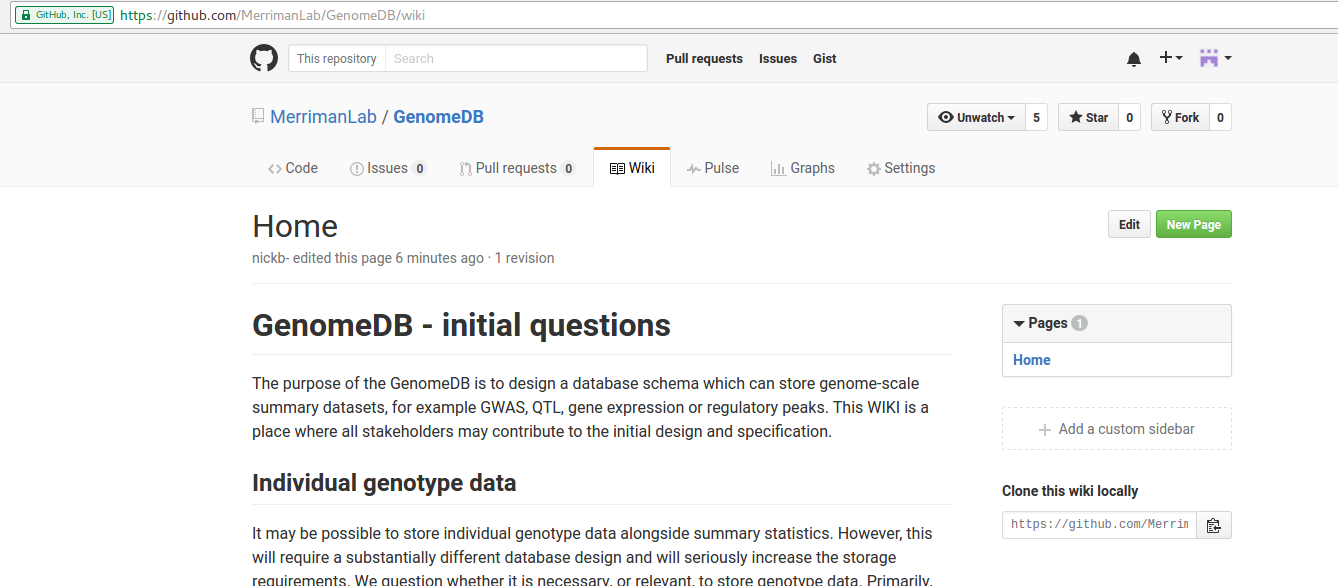 GitHub, Inc. [US] https://github.com/MerrimanLab/GenomeDB/wiki
This repository Search Pull requests Issues Gist
MerrimanLab / GenomeDB Unwatch 5 Star 0 Fork 0
Code Issues 0 Pull requests 0 Wiki Pulse Graphs Settings
Home Edit New Page
nickb- edited this page 6 minutes ago · 1 revision
GenomeDB - initial questions
The purpose of the GenomeDB is to design a database schema which can store genome-scale
summary datasets, for example GWAS, QTL, gene expression or regulatory peaks. This WIKI is a
place where all stakeholders may contribute to the initial design and specification.
Individual genotype data
It may be possible to store individual genotype data alongside summary statistics. However, this
will require a substantially different database design and will seriously increase the storage
requirements. We question whether it is necessary, or relevant, to store genotype data. Primarily,
Pages 1
Home
Add a custom sidebar
Clone this wiki locally
https://github.com/Merrim